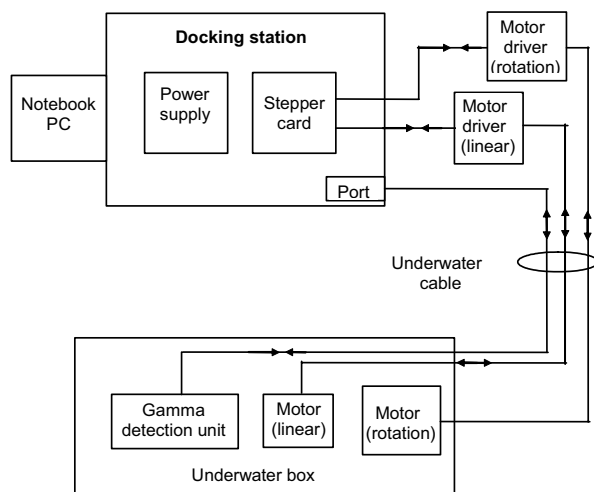 Docking station
Notebook
PC
Power
supply
Stepper
card
Motor
driver
(rotation)
Motor
driver
(linear)
Port
Underwater
cable
Gamma
detection unit
Motor
(linear)
Motor
(rotation)
Underwater box